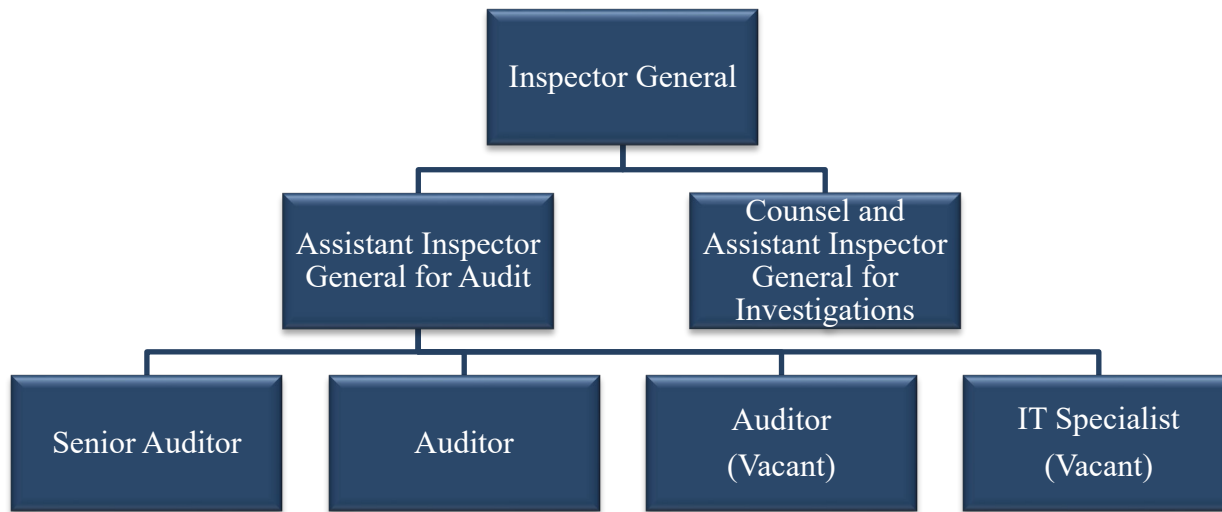 Inspector General
Assistant Inspector
General for Audit
Counsel and
Assistant Inspector
General for
Investigations
Senior Auditor
Auditor
Auditor
(Vacant)
IT Specialist
(Vacant)